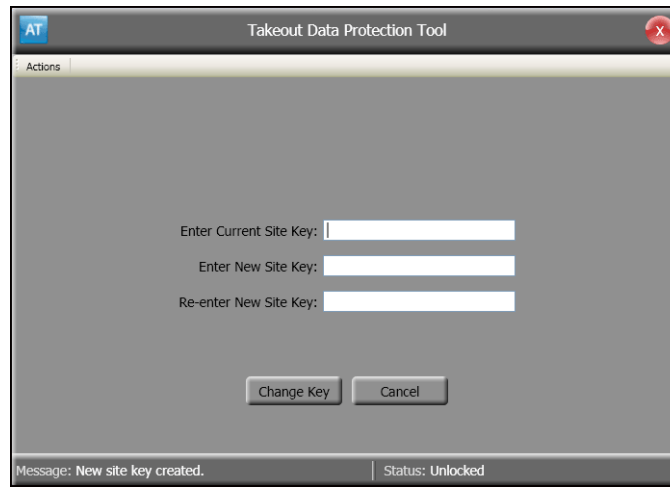 AT
Takeout Data Protection Tool
X
Actions
Enter Current Site Key:
Enter New Site Key:
Re-enter New Site Key:
Change Key Cancel
Message: New site key created. Status: Unlocked